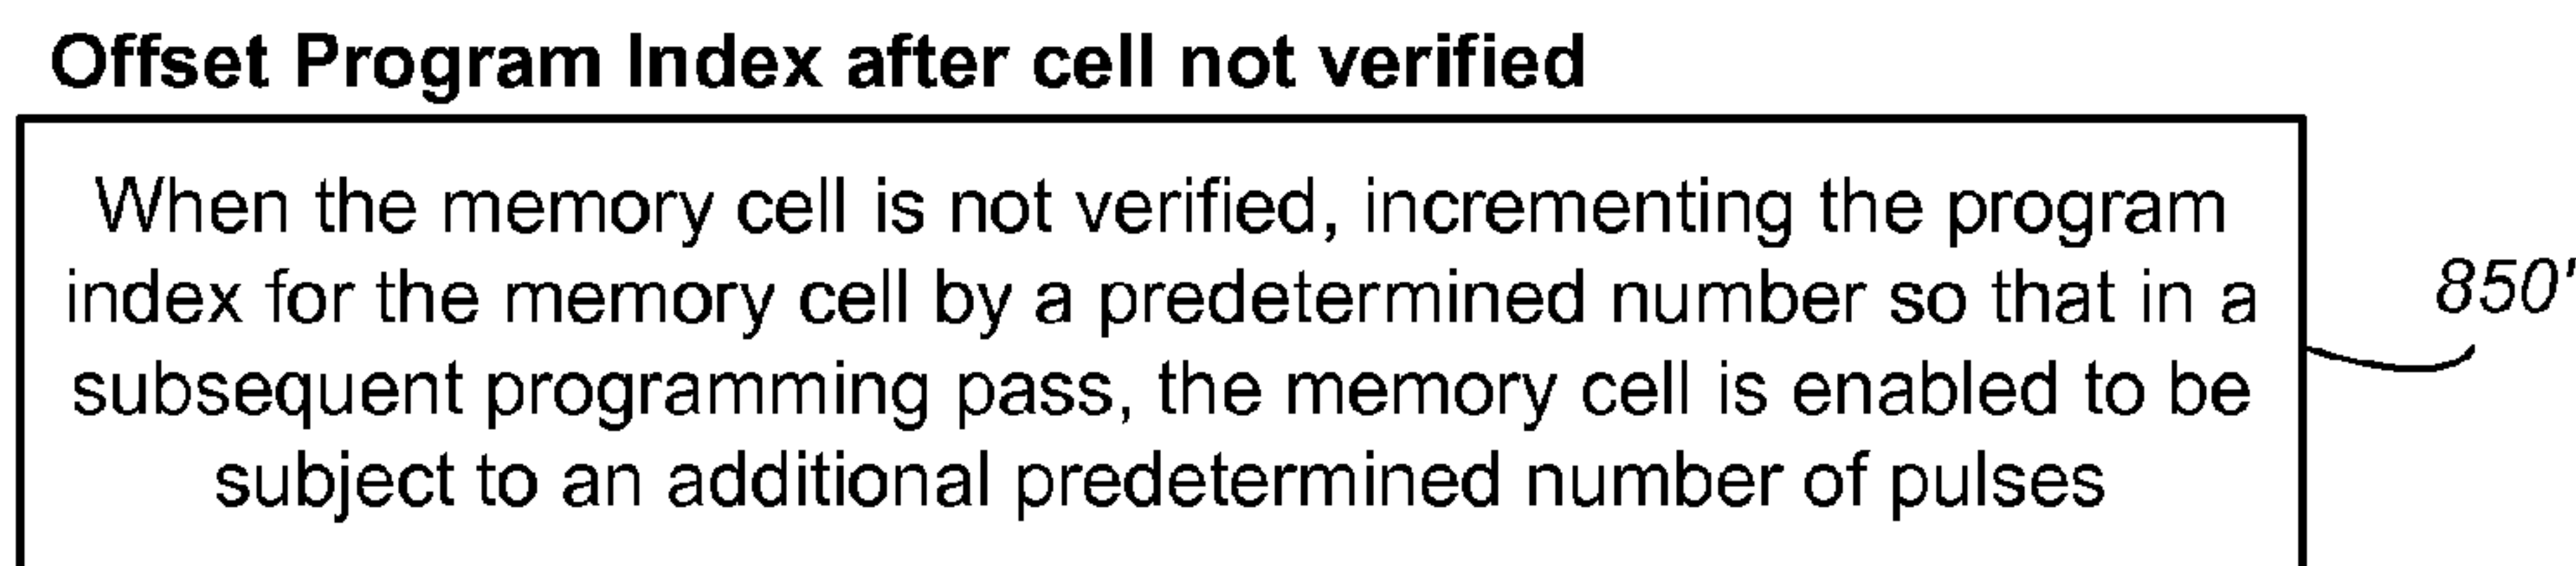 Offset Program Index after cell not verified
When the memory cell is not verified, incrementing the program
index for the memory cell by a predetermined number so that in a
subsequent programming pass, the memory cell is enabled to be
subject to an additional predetermined number of pulses
850'